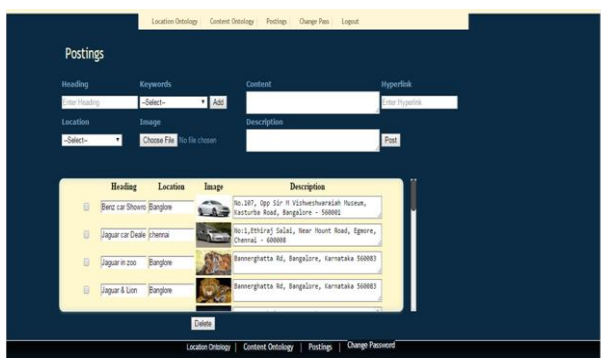 Location Ontology | Content Ontology | Postings | Change Pass | Logout
Postings
Heading Keywords Content Hyperlink
Enter Heading --Select-- Add Enter Hyperlink
Location Image Description
--Select-- Choose File No file chosen Post
Heading Location Image Description
Benz car Showro Banglore No.107, Opp Sir M Vishweshwaraiah Museum,
Kasturba Road, Bangalore - 560001
Jaguar car Deale chennai No:1,Ethiraj Salai, Near Mount Road, Egmore,
Chennai - 600008
Jaguar in zoo Banglore Bannerghatta Rd, Bangalore, Karnataka 560083
Jaguar & Lion Banglore Bannerghatta Rd, Bangalore, Karnataka 560083
Delete
Location Ontology | Content Ontology | Postings | Change Password